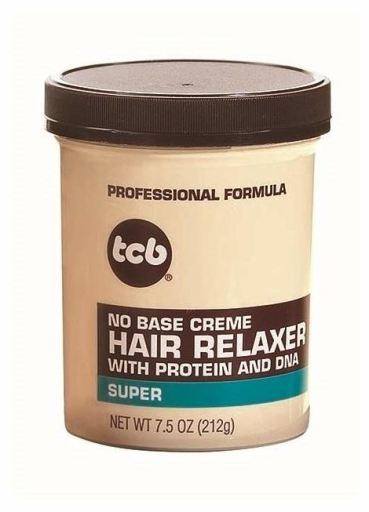 PROFESSIONAL FORMULA
tcb®
NO BASE CREME
HAIR RELAXER
WITH PROTEIN AND DNA
SUPER
NET WT 7.5 OZ (212g)